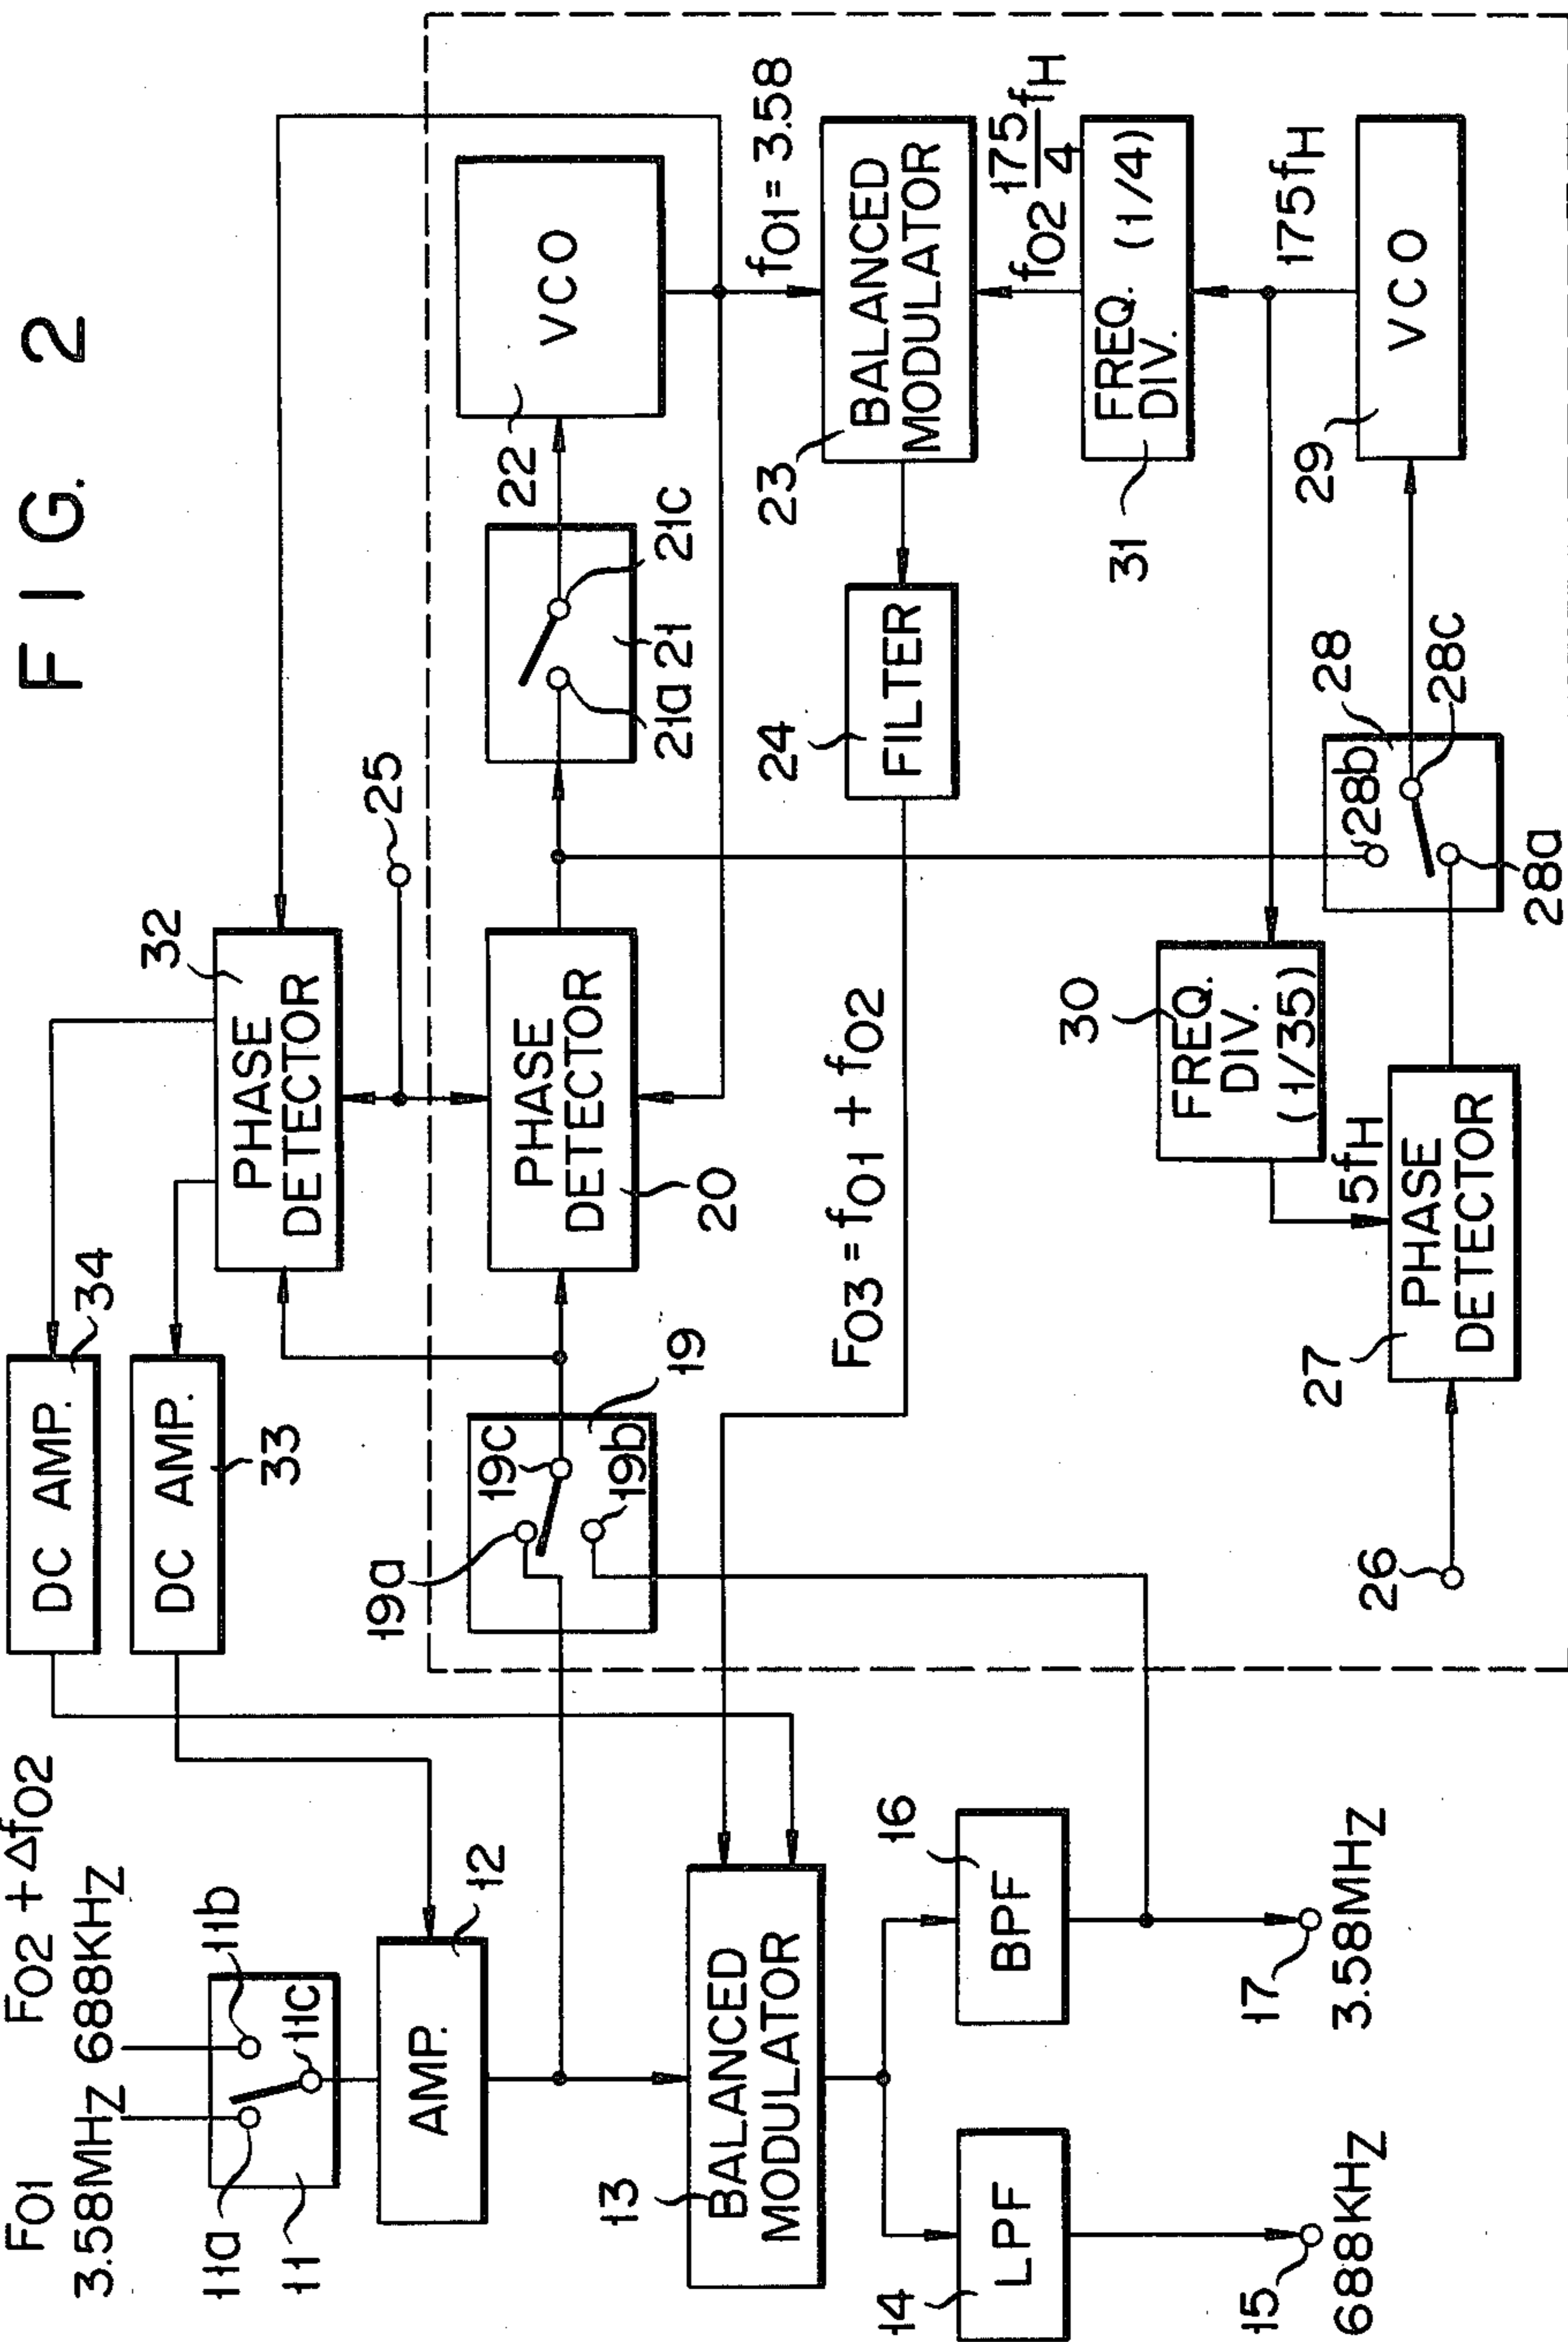 FIG. 2
F01
3.58MHZ
F02 + Δf02
688KHZ
11a
11b
11c
11
AMP.
12
BALANCED
MODULATOR
13
LPF
14
15
688KHZ
BPF
16
17
3.58MHZ
DC AMP.
34
DC AMP.
33
PHASE
DETECTOR
32
25
19a
19c
19b
19
PHASE
DETECTOR
20
21a
21
21c
VCO
22
f01 = 3.58
BALANCED
MODULATOR
23
FILTER
24
F03 = f01 + f02
f02 175/4 fH
FREQ.
DIV. (1/4)
31
175fH
VCO
29
28
28b
28c
28a
FREQ.
DIV.
(1/35)
30
5fH
PHASE
DETECTOR
27
26